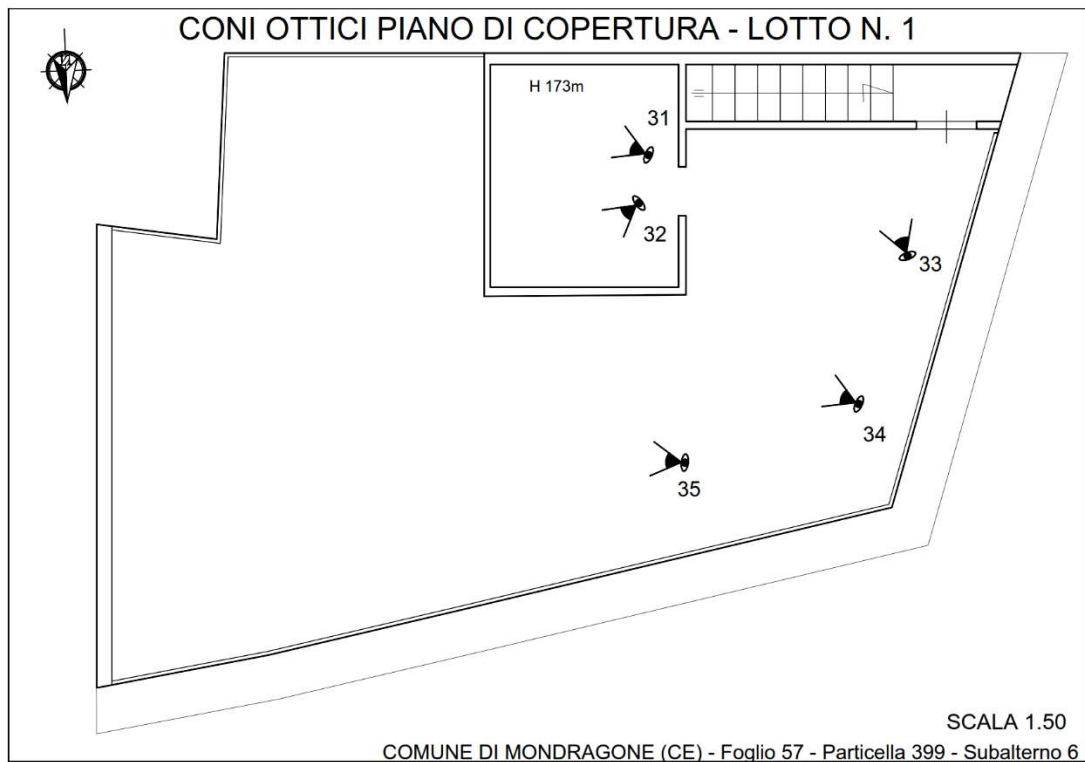 CONI OTTICI PIANO DI COPERTURA - LOTTO N. 1
H 173m
31
32
33
34
35
SCALA 1.50
COMUNE DI MONDRAGONE (CE) - Foglio 57 - Particella 399 - Subalterno 6